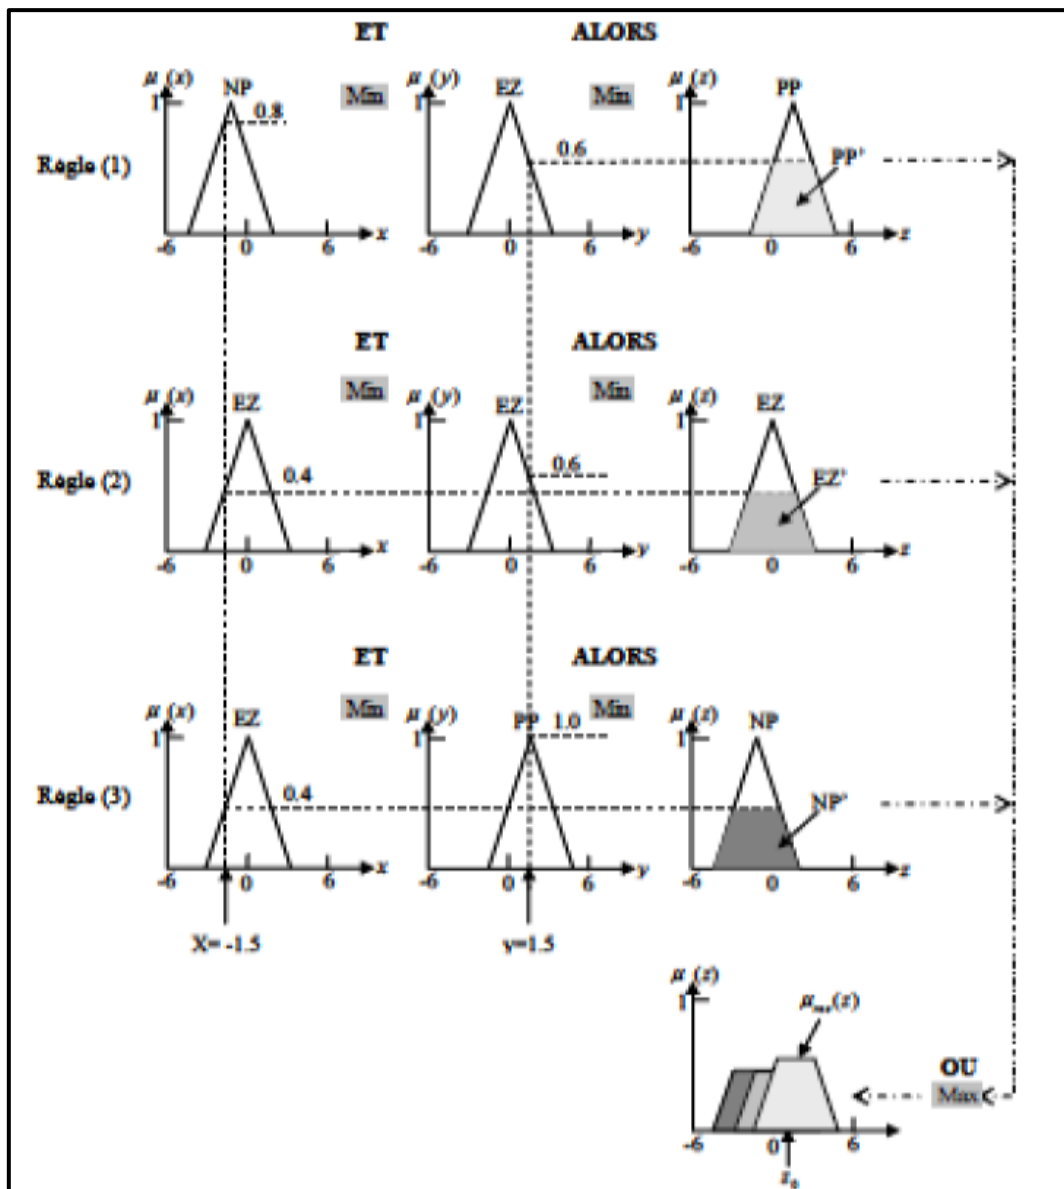 ET ALORS
μ (x) NP Min μ (y) EZ Min μ (z) PP
1 0.8 1 1
Règle (1) 0.6 PP'
-6 0 6 x -6 0 6 y -6 0 6 z
ET ALORS
μ (x) EZ Min μ (y) EZ Min μ (z) EZ
1 1 1
Règle (2) 0.4 0.6 EZ'
-6 0 6 x -6 0 6 y -6 0 6 z
ET ALORS
μ (x) EZ Min μ (y) PP 1.0 Min μ (z) NP
1 1 1
Règle (3) 0.4 NP'
-6 0 6 x -6 0 6 y -6 0 6 z
X= -1.5 y=1.5
μ (z)
1 (z)
OU
Max
-6 0 6
z₀